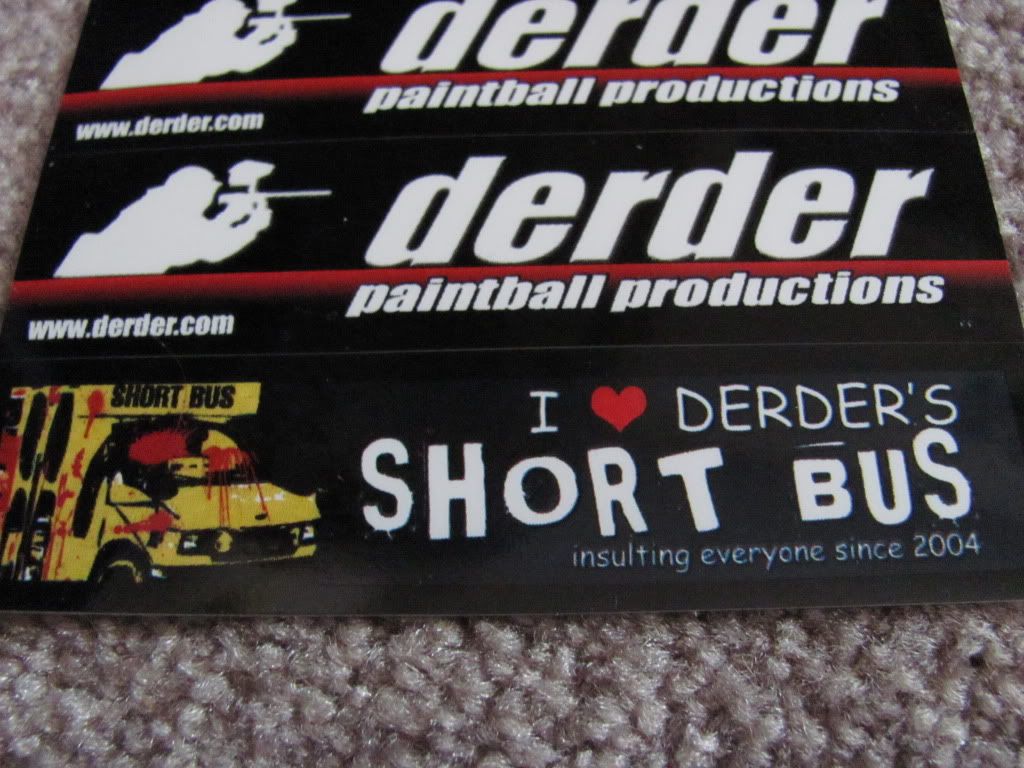 derder
paintball productions
www.derder.com
derder
paintball productions
www.derder.com
SHORT BUS
I ❤ DERDER'S
SHORT BUS
insulting everyone since 2004